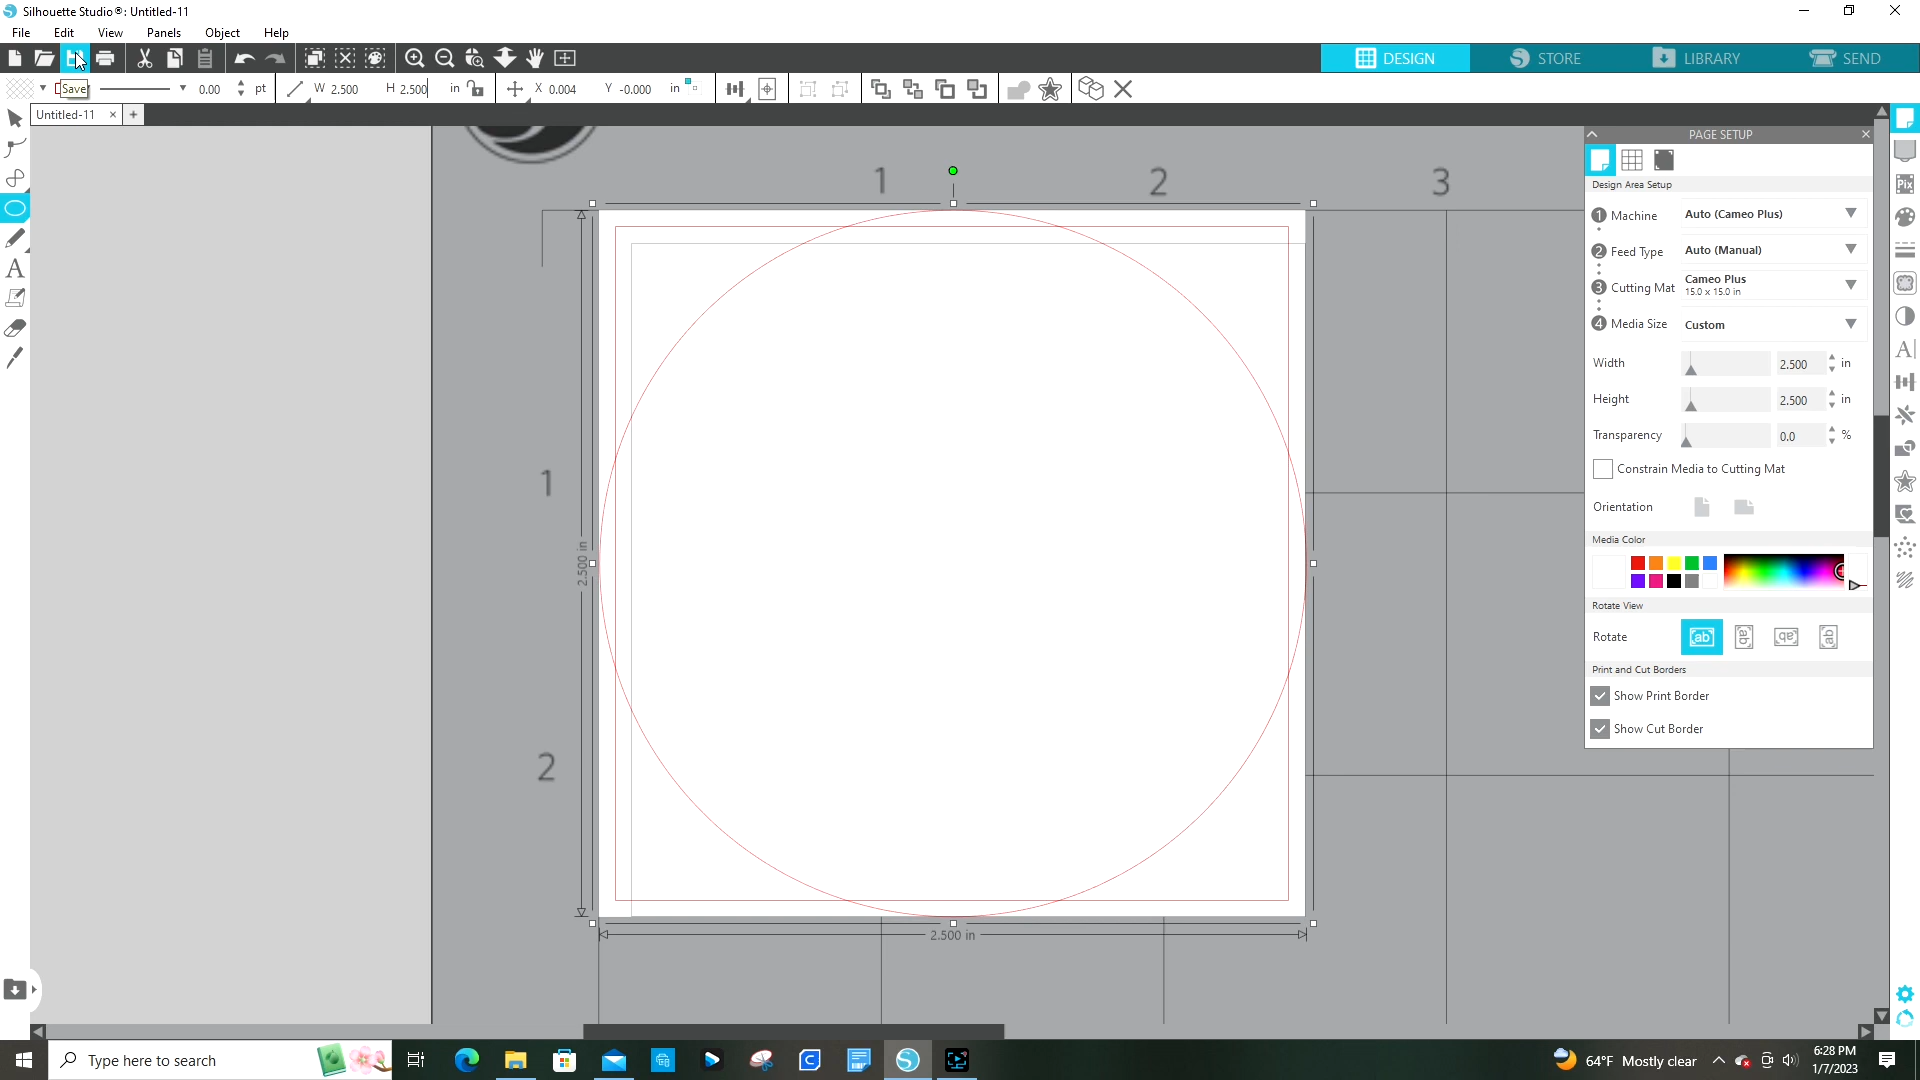 Silhouette Studio®: Untitled-11
File Edit View Panels Object Help
DESIGN STORE LIBRARY SEND
Save 0.00 pt W 2.500 H 2.500 in X 0.004 Y -0.000 in
Untitled-11
PAGE SETUP
1 2 3
Design Area Setup
1 Machine Auto (Cameo Plus)
2 Feed Type Auto (Manual)
3 Cutting Mat Cameo Plus
15.0 x 15.0 in
4 Media Size Custom
Width 2.500 in
Height 2.500 in
Transparency 0.0 %
Constrain Media to Cutting Mat
1
Orientation
Media Color
2.500 in
Rotate View
Rotate ab ab ab ab
Print and Cut Borders
Show Print Border
Show Cut Border
2
2.500 in
Type here to search
64°F Mostly clear
6:28 PM
1/7/2023